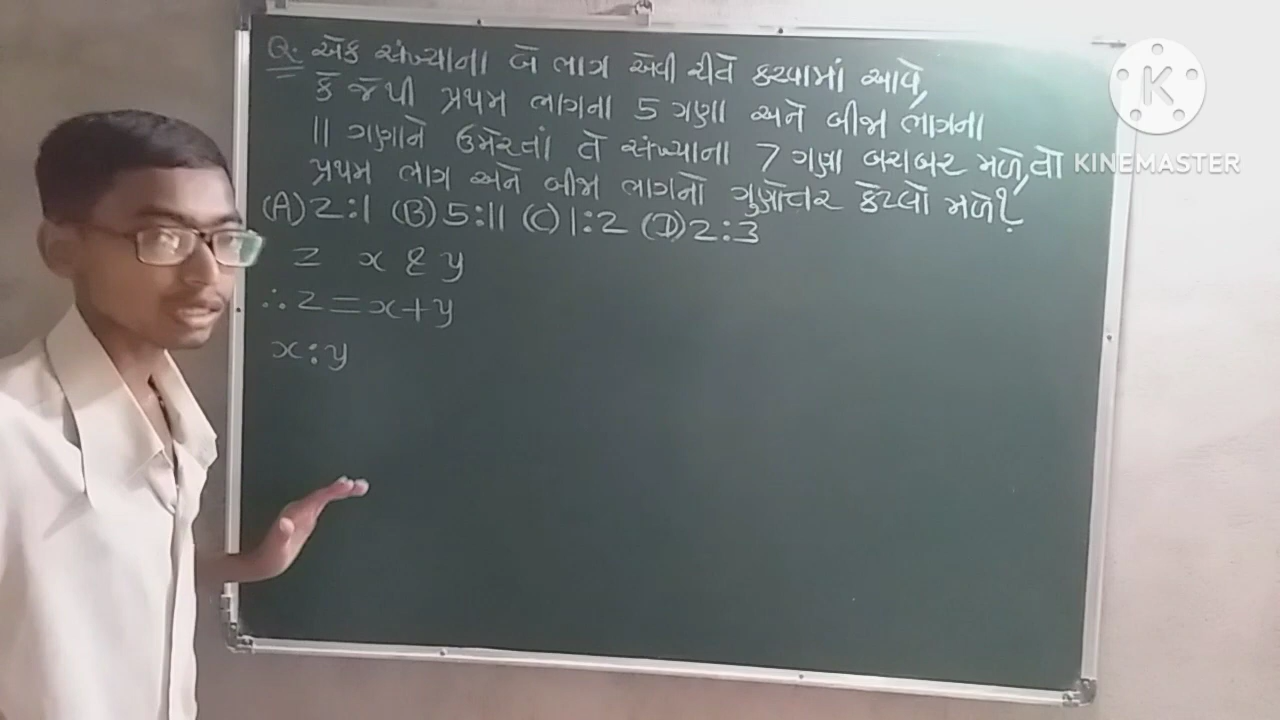 Q. એક સંખ્યાના બે ભાગ એવી રીતે કરવામાં આવે,
કે જેથી પ્રથમ ભાગના 5 ગણા અને બીજા ભાગના
11 ગણાને ઉમેરતાં તે સંખ્યાના 7 ગણા બરાબર મળે, તો
પ્રથમ ભાગ અને બીજા ભાગનો ગુણોત્તર કેટલો મળે?
(A) 2:1 (B) 5:11 (C) 1:2 (D) 2:3
z x & y
∴ z = x + y
x : y
K
KINEMASTER